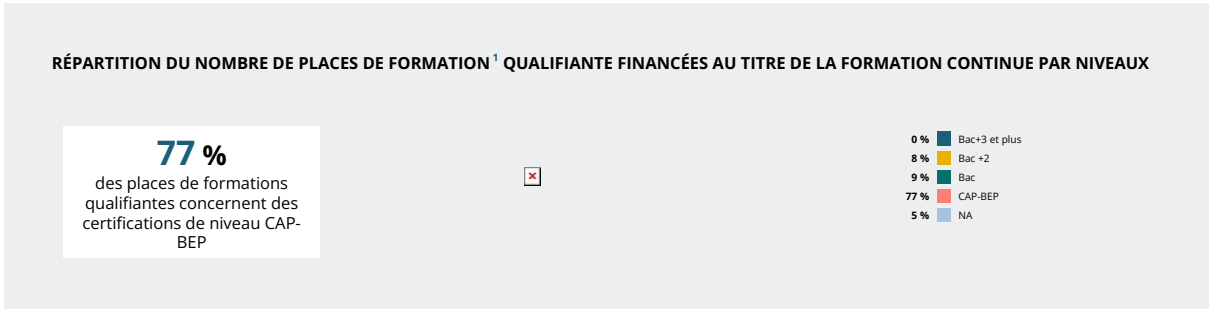 RÉPARTITION DU NOMBRE DE PLACES DE FORMATION 1 QUALIFIANTE FINANCÉES AU TITRE DE LA FORMATION CONTINUE PAR NIVEAUX
77 %
des places de formations
qualifiantes concernent des
certifications de niveau CAP-
BEP
0 % Bac+3 et plus
8 % Bac +2
9 % Bac
77 % CAP-BEP
5 % NA